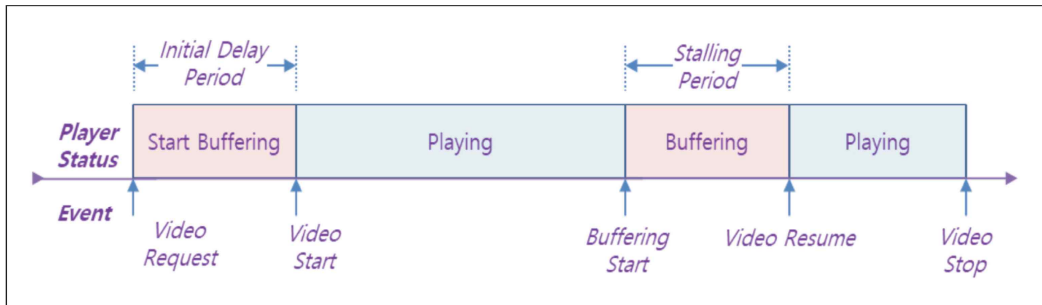 Initial Delay
Period
Stalling
Period
Player
Status
Start Buffering
Playing
Buffering
Playing
Event
Video
Request
Video
Start
Buffering
Start
Video Resume
Video
Stop